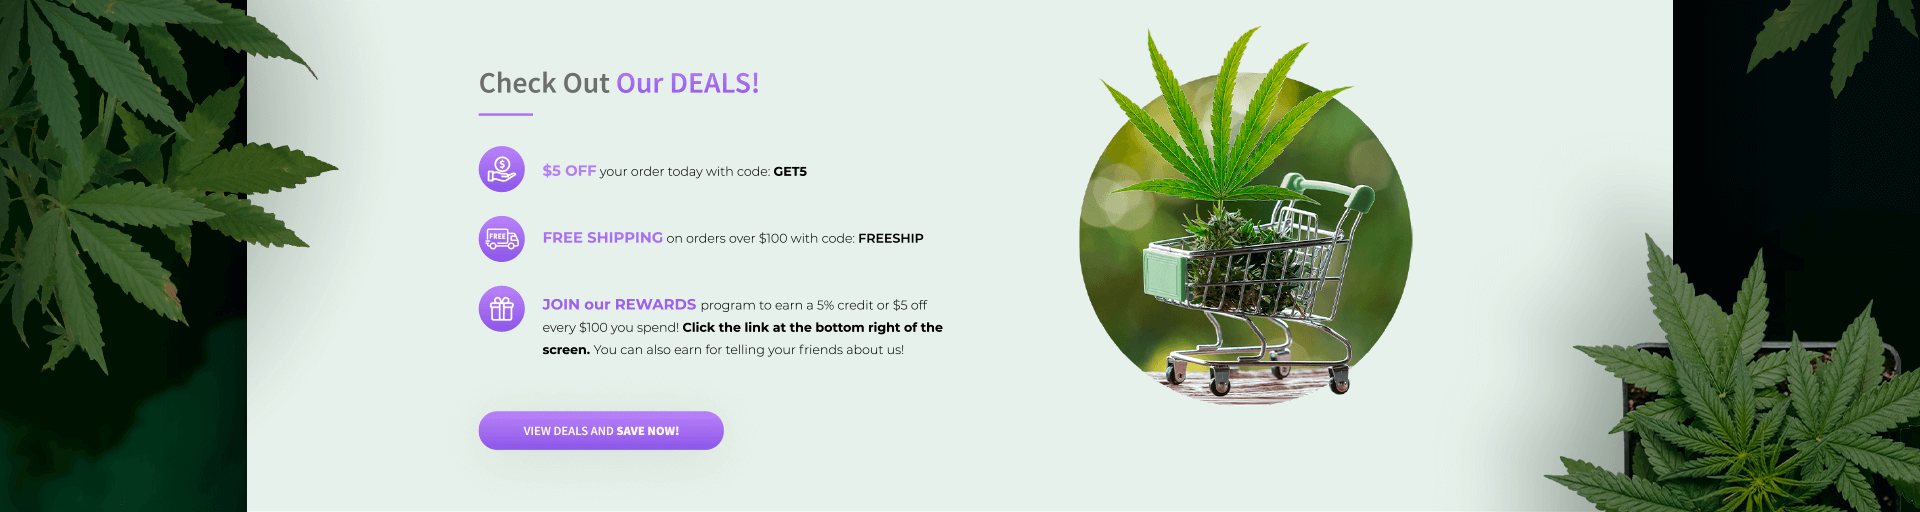 Check Out Our DEALS!
$5 OFF your order today with code: GET5
FREE
FREE SHIPPING on orders over $100 with code: FREESHIP
JOIN our REWARDS program to earn a 5% credit or $5 off
every $100 you spend! Click the link at the bottom right of the
screen. You can also earn for telling your friends about us!
VIEW DEALS AND SAVE NOW!